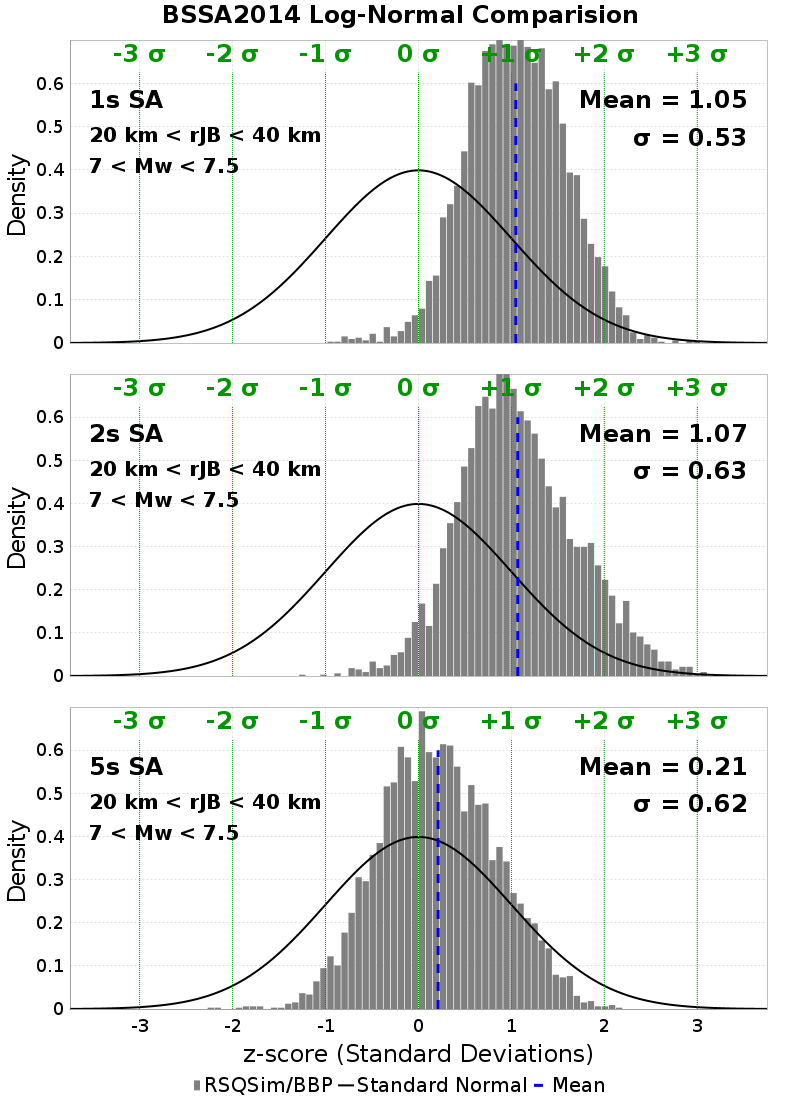 BSSA2014 Log-Normal Comparision
-3 σ -2 σ -1 σ 0 σ +1 σ +2 σ +3 σ
1s SA
20 km < rJB < 40 km
7 < Mw < 7.5
Mean = 1.05
σ = 0.53
Density
0.6
0.5
0.4
0.3
0.2
0.1
0
-3 σ -2 σ -1 σ 0 σ +1 σ +2 σ +3 σ
2s SA
20 km < rJB < 40 km
7 < Mw < 7.5
Mean = 1.07
σ = 0.63
Density
0.6
0.5
0.4
0.3
0.2
0.1
0
-3 σ -2 σ -1 σ 0 σ +1 σ +2 σ +3 σ
5s SA
20 km < rJB < 40 km
7 < Mw < 7.5
Mean = 0.21
σ = 0.62
Density
0.6
0.5
0.4
0.3
0.2
0.1
0
-3 -2 -1 0 1 2 3
z-score (Standard Deviations)
RSQSim/BBP Standard Normal Mean